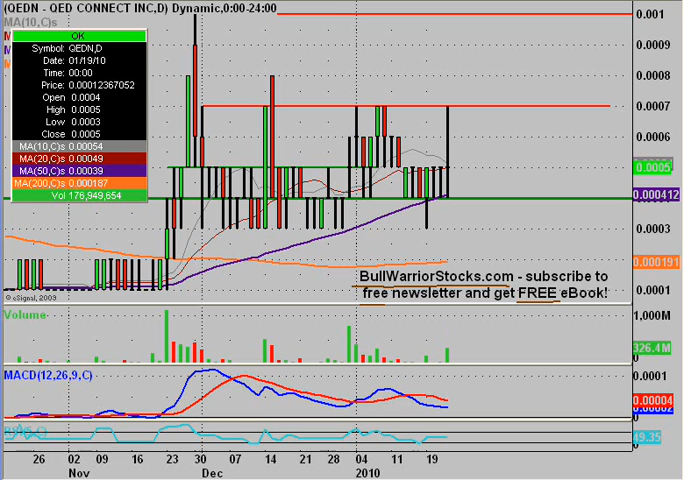 (QEDN - QED CONNECT INC,D) Dynamic,0:00-24:00
MA(10,C)s
OK
Symbol: QEDN,D
Date: 01/19/10
Time: 00:00
Price: 0.00012367052
Open 0.0004
High 0.0005
Low 0.0003
Close 0.0005
MA(10,C)s 0.00054
MA(20,C)s 0.00049
MA(50,C)s 0.00039
MA(200,C)s 0.000187
Vol 176,949,654
0.001
0.0009
0.0008
0.0007
0.0006
0.0005
0.000412
0.0003
0.000191
0.0001
BullWarriorStocks.com - subscribe to
free newsletter and get FREE eBook!
© eSignal, 2009
Volume
1,000M
326.4M
0
MACD(12,26,9,C)
0.0001
0.00004
49.35
26 02 09 16 23 30 07 14 21 28 04 11 19
Nov Dec 2010